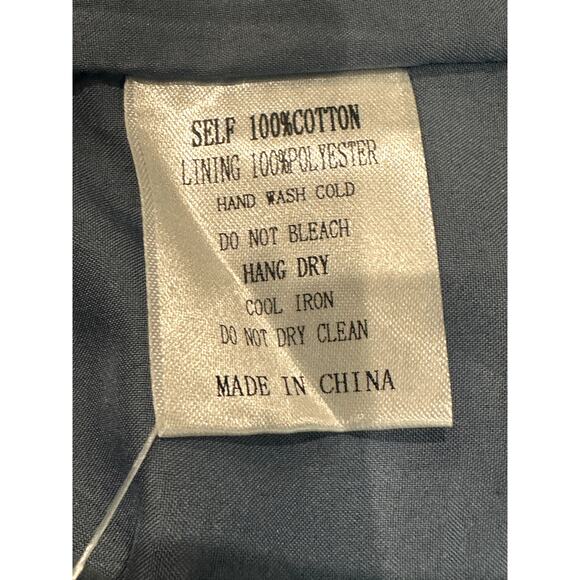 SELF 100%COTTON
LINING 100%POLYESTER
HAND WASH COLD
DO NOT BLEACH
HANG DRY
COOL IRON
DO NOT DRY CLEAN
MADE IN CHINA